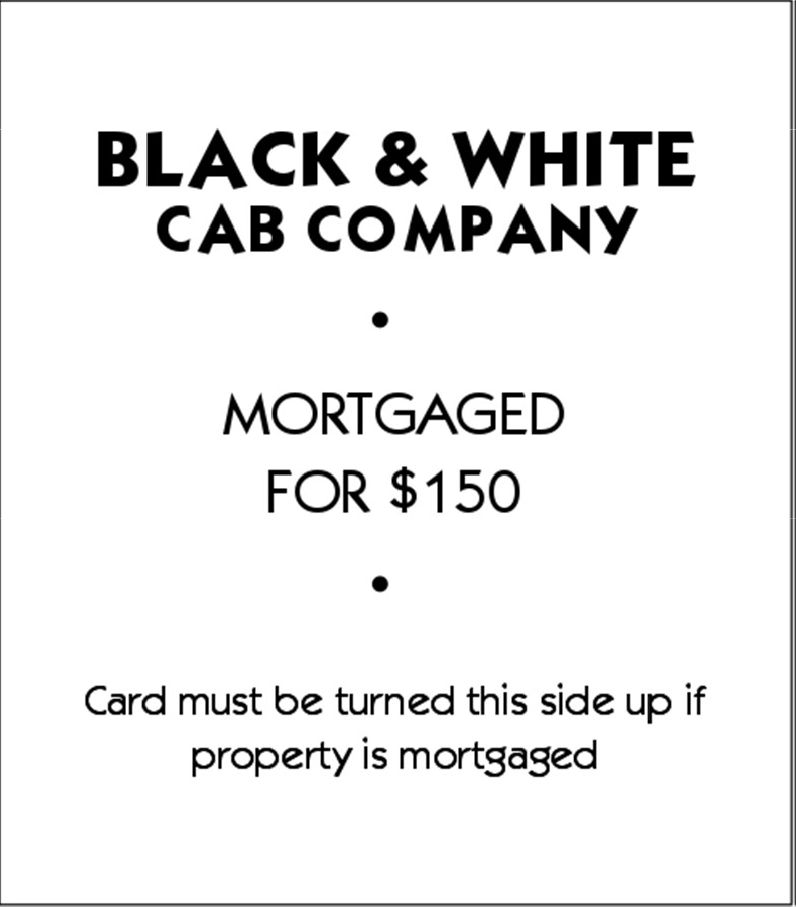 BLACK & WHITE
CAB COMPANY
•
MORTGAGED
FOR $150
•
Card must be turned this side up if
property is mortgaged